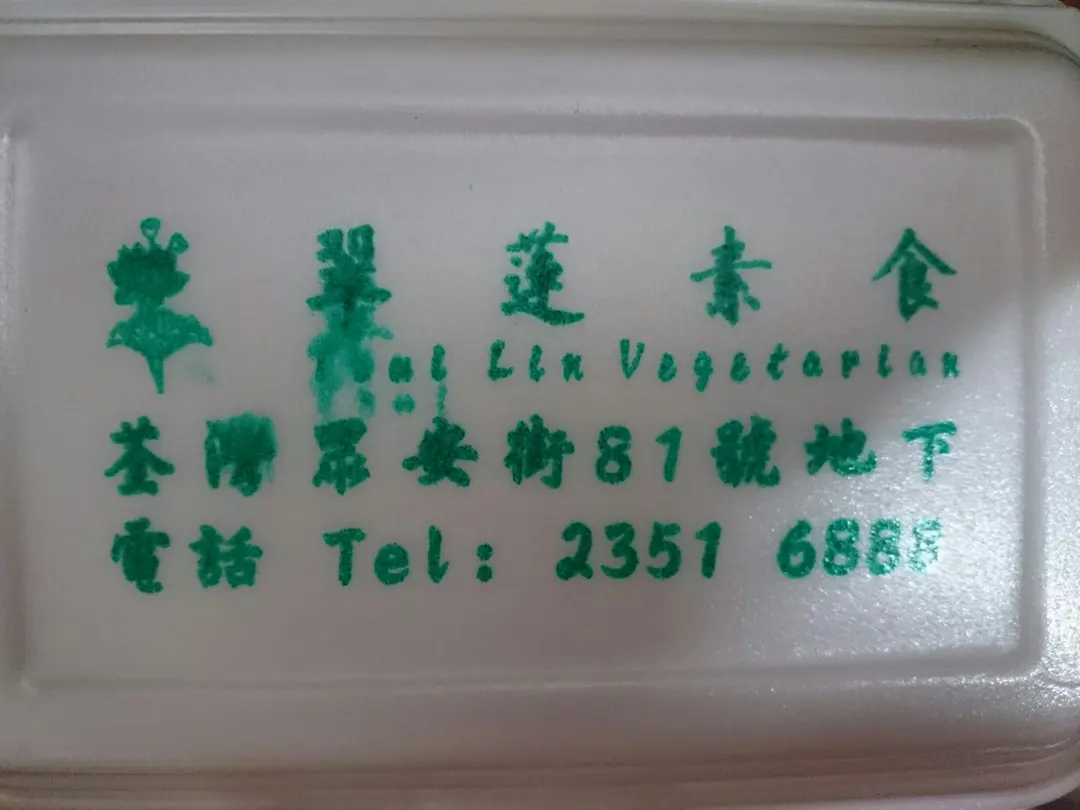 翠蓮素食
Lin Vegetarian
荃灣眾安街81號地下
電話 Tel: 2351 6888